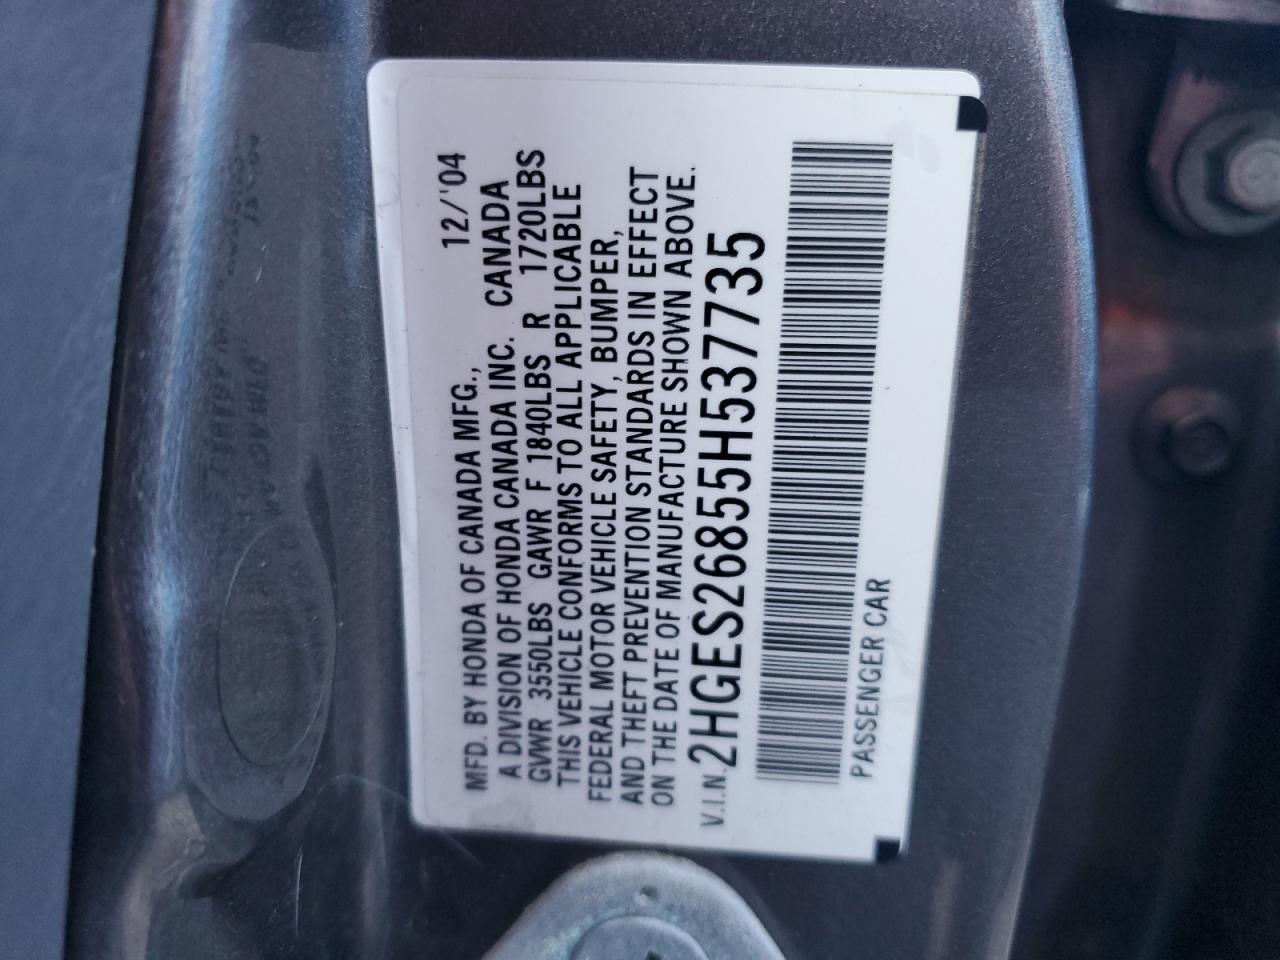 MFD. BY HONDA OF CANADA MFG., 12/'04
A DIVISION OF HONDA CANADA INC. CANADA
GVWR 3550LBS GAWR F 1840LBS R 1720LBS
THIS VEHICLE CONFORMS TO ALL APPLICABLE
FEDERAL MOTOR VEHICLE SAFETY, BUMPER,
AND THEFT PREVENTION STANDARDS IN EFFECT
ON THE DATE OF MANUFACTURE SHOWN ABOVE.
V.I.N. 2HGES26855H537735
PASSENGER CAR